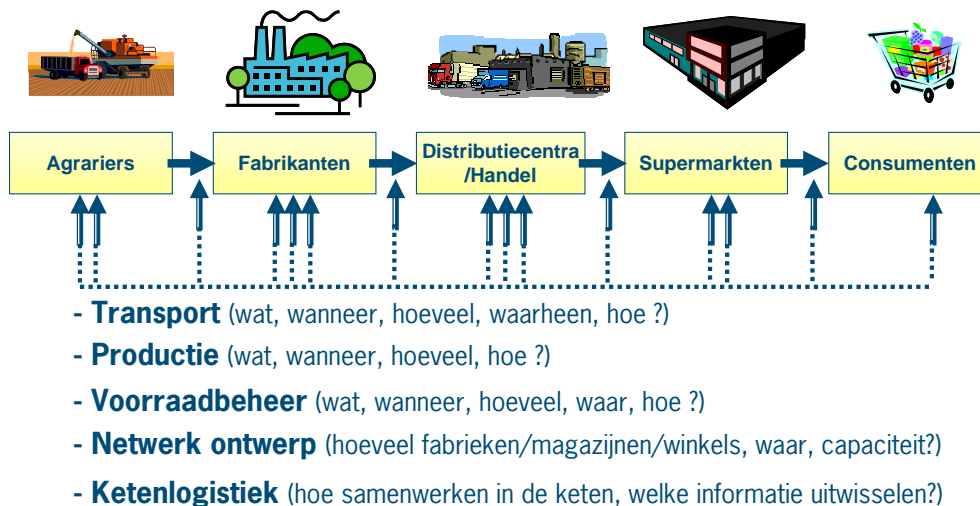 Agrariers
Fabrikanten
Distributiecentra
/Handel
Supermarkten
Consumenten
- Transport (wat, wanneer, hoeveel, waarheen, hoe ?)
- Productie (wat, wanneer, hoeveel, hoe ?)
- Voorraadbeheer (wat, wanneer, hoeveel, waar, hoe ?)
- Netwerk ontwerp (hoeveel fabrieken/magazijnen/winkels, waar, capaciteit?)
- Ketenlogistiek (hoe samenwerken in de keten, welke informatie uitwisselen?)